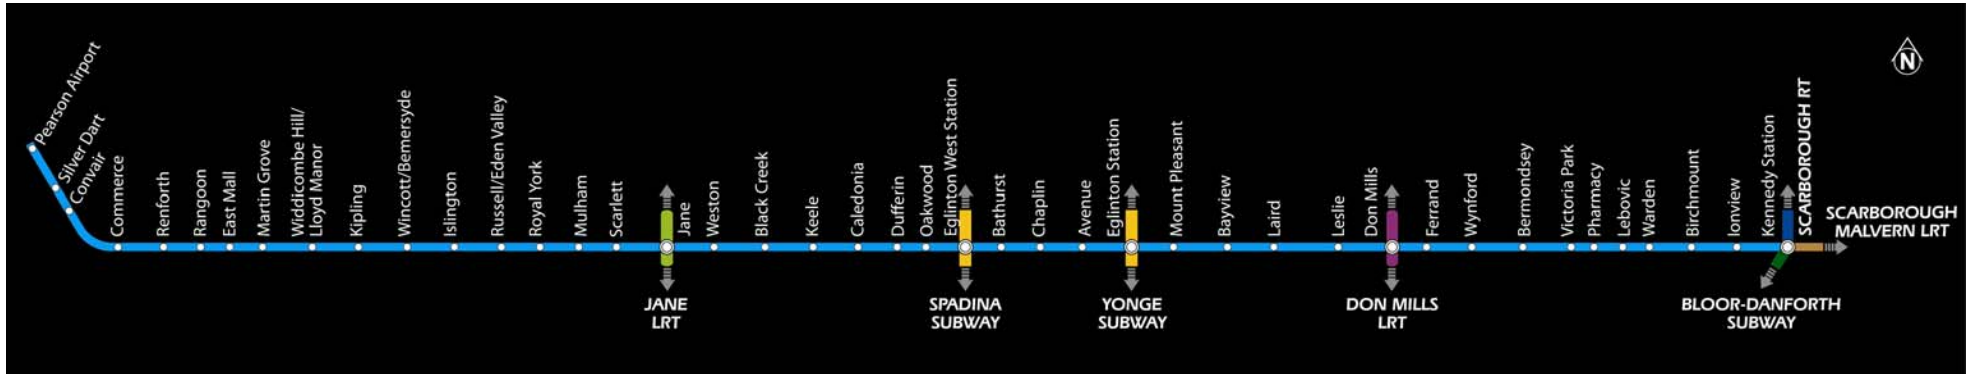 Pearson Airport
Silver Dart
Convair
Commerce
Renforth
Rangoon
East Mall
Martin Grove
Widdicombe Hill/
Lloyd Manor
Kipling
Wincott/Bemersyde
Islington
Russell/Eden Valley
Royal York
Mulham
Scarlett
Jane
Weston
Black Creek
Keele
Caledonia
Dufferin
Oakwood
Eglinton West Station
Bathurst
Chaplin
Avenue
Eglinton Station
Mount Pleasant
Bayview
Laird
Leslie
Don Mills
Ferrand
Wynford
Bermondsey
Victoria Park
Pharmacy
Lebovic
Warden
Birchmount
Ionview
Kennedy Station
SCARBOROUGH RT
N
SCARBOROUGH
MALVERN LRT
JANE
LRT
SPADINA
SUBWAY
YONGE
SUBWAY
DON MILLS
LRT
BLOOR-DANFORTH
SUBWAY